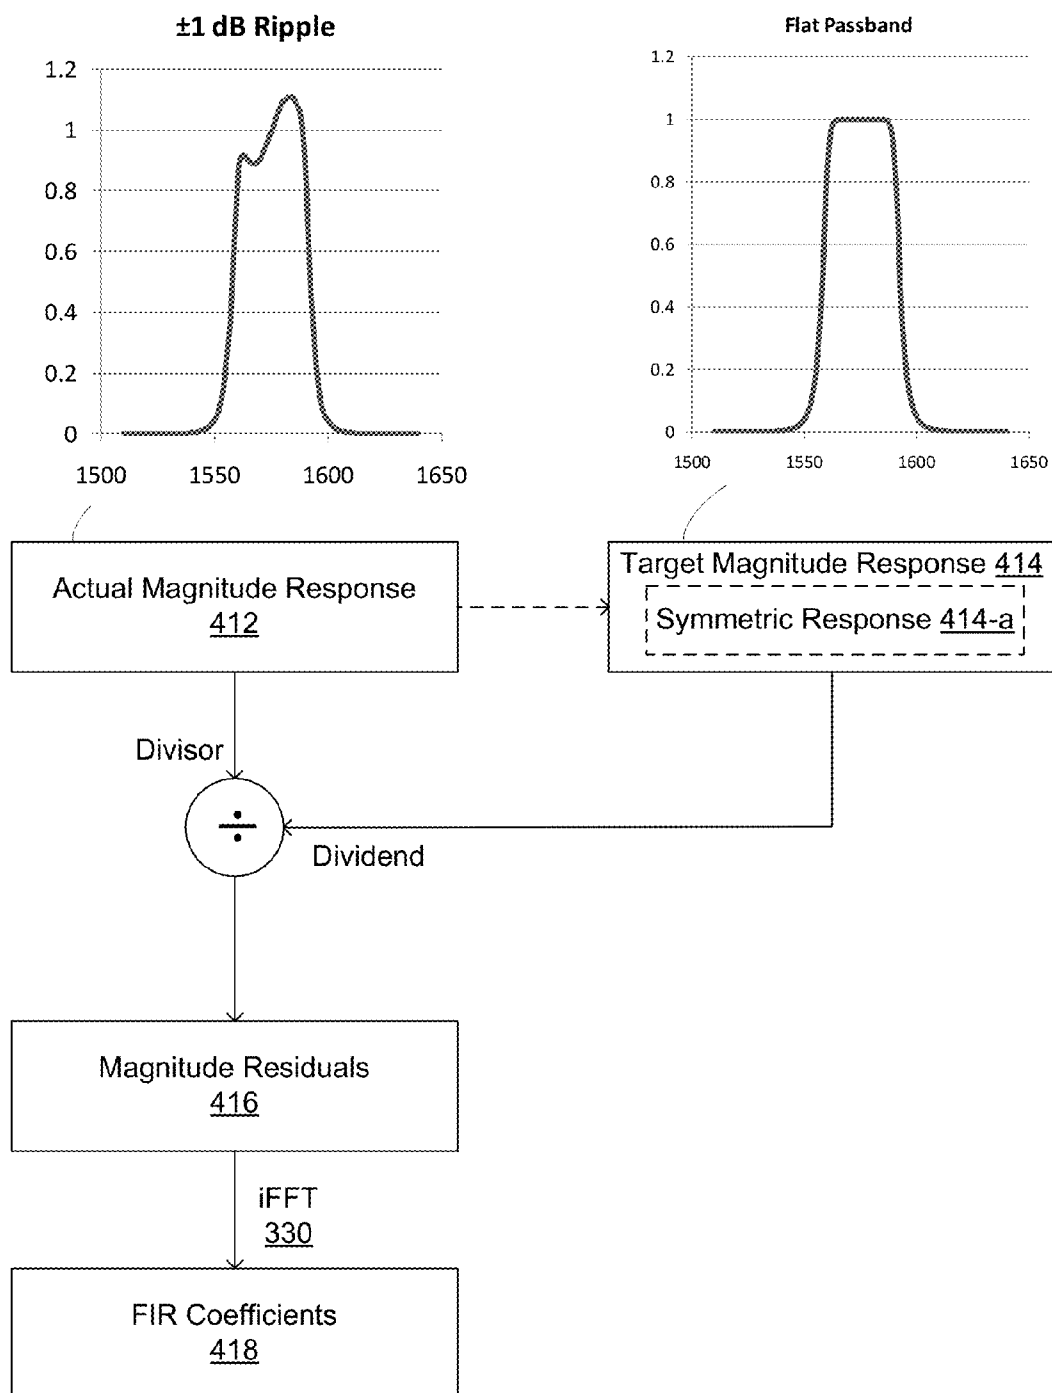 ±1 dB Ripple
1.2
1
0.8
0.6
0.4
0.2
0
1500 1550 1600 1650
Flat Passband
1.2
1
0.8
0.6
0.4
0.2
0
1500 1550 1600 1650
Actual Magnitude Response
412
Target Magnitude Response 414
Symmetric Response 414-a
Divisor
÷
Dividend
Magnitude Residuals
416
iFFT
330
FIR Coefficients
418